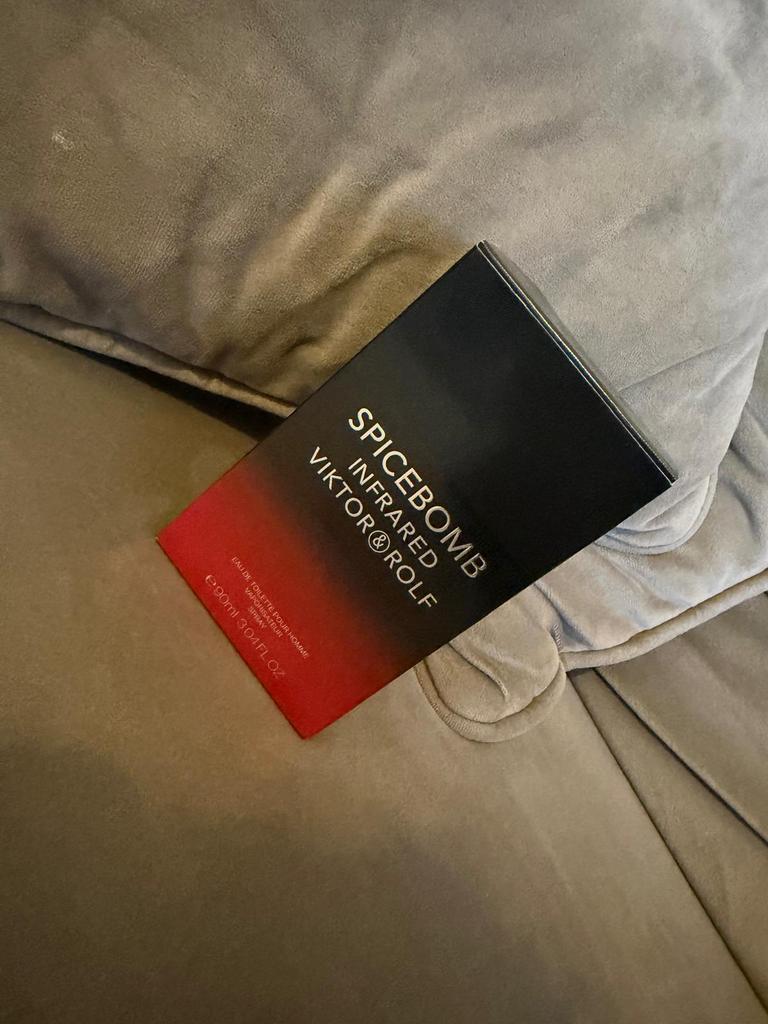 SPICEBOMB
INFRARED
VIKTOR&ROLF
EAU DE TOILETTE POUR HOMME
VAPORISATEUR
SPRAY
e 90ml 3.04 FL.OZ